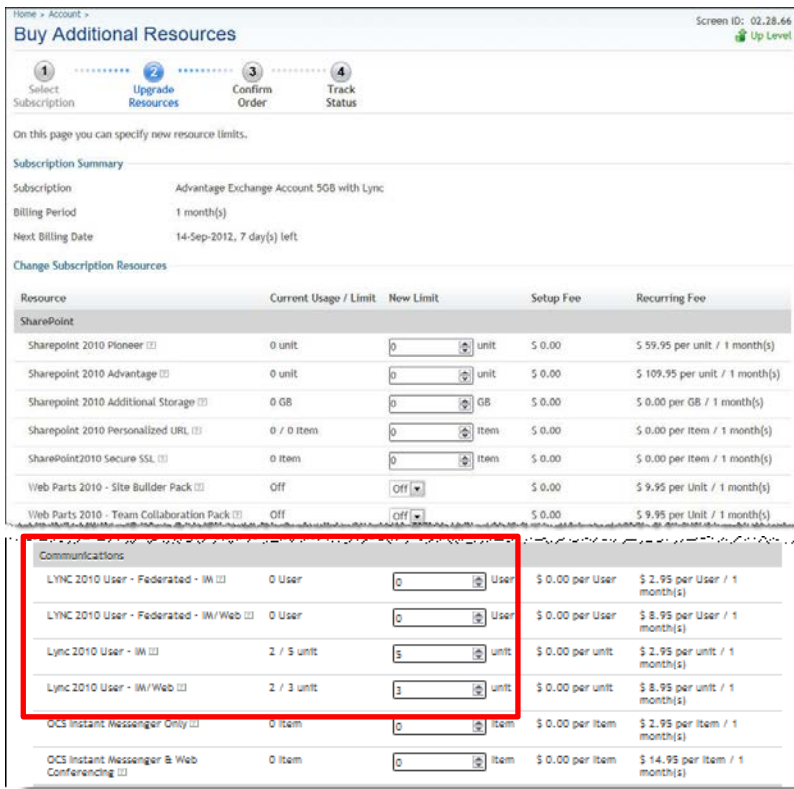 Home > Account >
Screen ID: 02.28.66
Buy Additional Resources
Up Level
1 2 3 4
Select Subscription
Upgrade Resources
Confirm Order
Track Status
On this page you can specify new resource limits.
Subscription Summary
Subscription Advantage Exchange Account 5GB with Lync
Billing Period 1 month(s)
Next Billing Date 14-Sep-2012, 7 day(s) left
Change Subscription Resources
Resource Current Usage / Limit New Limit Setup Fee Recurring Fee
SharePoint
Sharepoint 2010 Pioneer [?] 0 unit 0 unit $ 0.00 $ 59.95 per unit / 1 month(s)
Sharepoint 2010 Advantage [?] 0 unit 0 unit $ 0.00 $ 109.95 per unit / 1 month(s)
Sharepoint 2010 Additional Storage [?] 0 GB 0 GB $ 0.00 $ 0.00 per GB / 1 month(s)
Sharepoint 2010 Personalized URL [?] 0 / 0 Item 0 Item $ 0.00 $ 0.00 per Item / 1 month(s)
SharePoint2010 Secure SSL [?] 0 Item 0 Item $ 0.00 $ 0.00 per Item / 1 month(s)
Web Parts 2010 - Site Builder Pack [?] Off Off $ 0.00 $ 9.95 per Unit / 1 month(s)
Web Parts 2010 - Team Collaboration Pack [?] Off Off $ 0.00 $ 9.95 per Unit / 1 month(s)
Communications
LYNC 2010 User - Federated - IM [?] 0 User 0 User $ 0.00 per User $ 2.95 per User / 1
month(s)
LYNC 2010 User - Federated - IM/Web [?] 0 User 0 User $ 0.00 per User $ 8.95 per User / 1
month(s)
Lync 2010 User - IM [?] 2 / 5 unit 5 unit $ 0.00 per unit $ 2.95 per unit / 1
month(s)
Lync 2010 User - IM/Web [?] 2 / 3 unit 3 unit $ 0.00 per unit $ 8.95 per unit / 1
month(s)
OCS Instant Messenger Only [?] 0 Item 0 Item $ 0.00 per Item $ 2.95 per Item / 1
month(s)
OCS Instant Messenger & Web 0 Item 0 Item $ 0.00 per Item $ 14.95 per Item / 1
Conferencing [?] month(s)